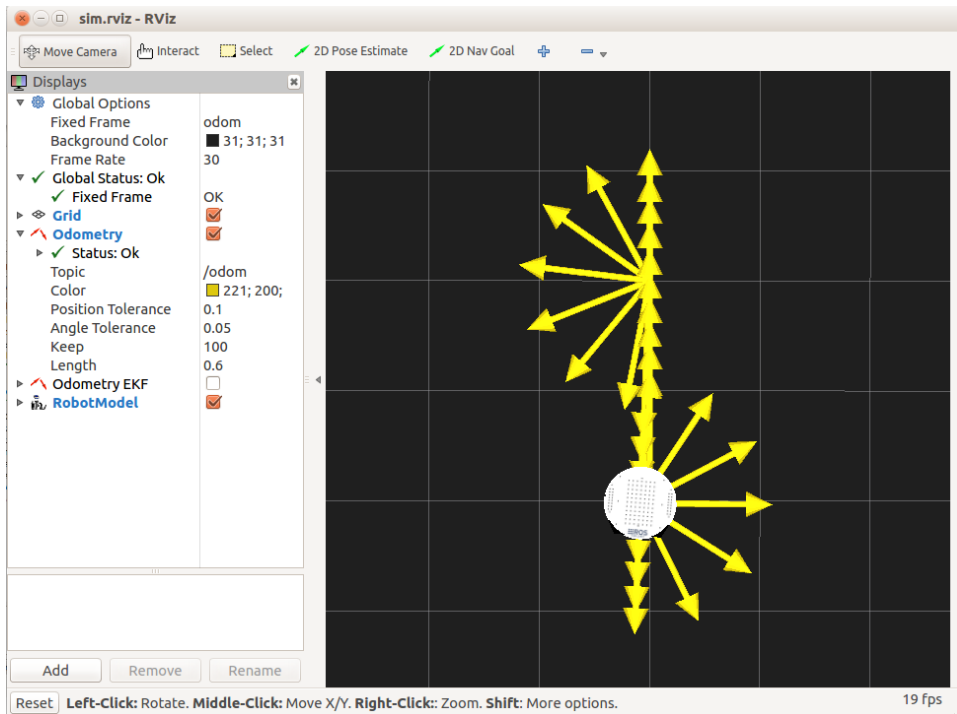 sim.rviz - RViz
Move Camera Interact Select 2D Pose Estimate 2D Nav Goal
Displays
Global Options
Fixed Frame odom
Background Color 31; 31; 31
Frame Rate 30
Global Status: Ok
Fixed Frame OK
Grid
Odometry
Status: Ok
Topic /odom
Color 221; 200;
Position Tolerance 0.1
Angle Tolerance 0.05
Keep 100
Length 0.6
Odometry EKF
RobotModel
Add Remove Rename
Reset Left-Click: Rotate. Middle-Click: Move X/Y. Right-Click:: Zoom. Shift: More options. 19 fps